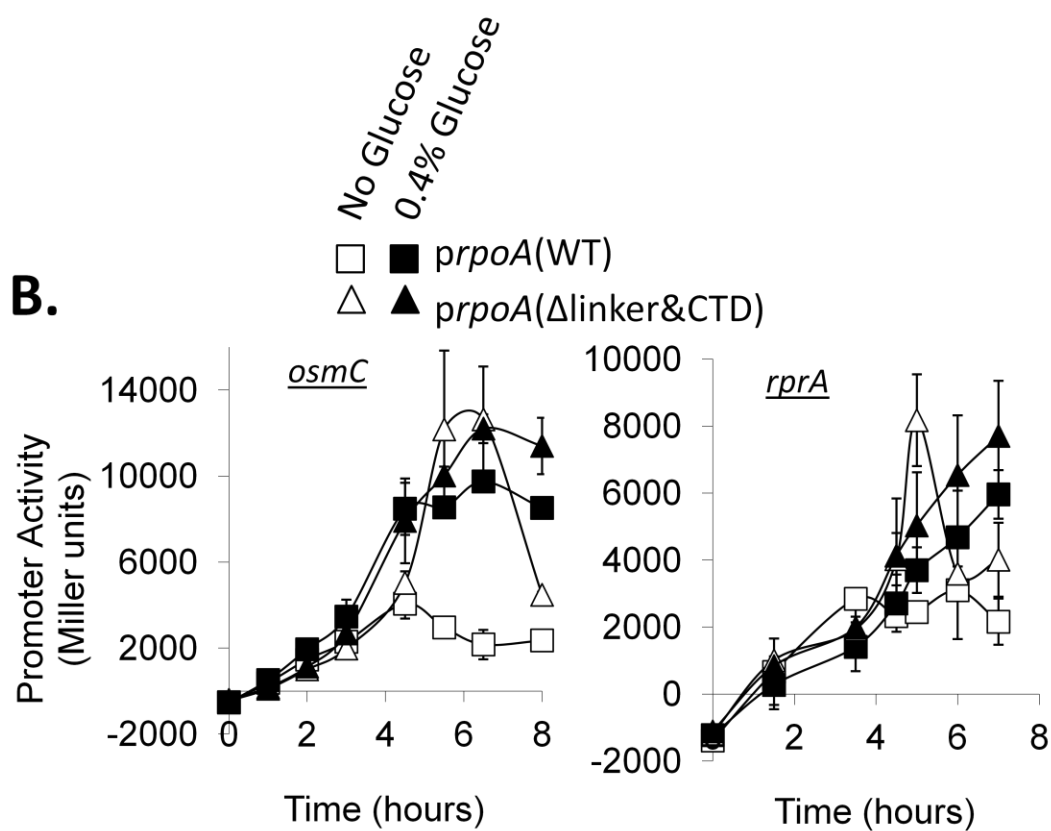 No Glucose
0.4% Glucose
prpoA(WT)
B.
prpoA(Δlinker&CTD)
osmC
Promoter Activity
(Miller units)
14000
10000
6000
2000
-2000
0 2 4 6 8
Time (hours)
rprA
10000
8000
6000
4000
2000
0
-2000
0 2 4 6 8
Time (hours)